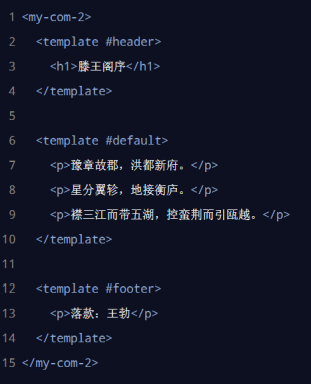 1 <my-com-2>
2 <template #header>
3 <h1>滕王阁序</h1>
4 </template>
5
6 <template #default>
7 <p>豫章故郡，洪都新府。</p>
8 <p>星分翼轸，地接衡庐。</p>
9 <p>襟三江而带五湖，控蛮荆而引瓯越。</p>
10 </template>
11
12 <template #footer>
13 <p>落款：王勃</p>
14 </template>
15 </my-com-2>